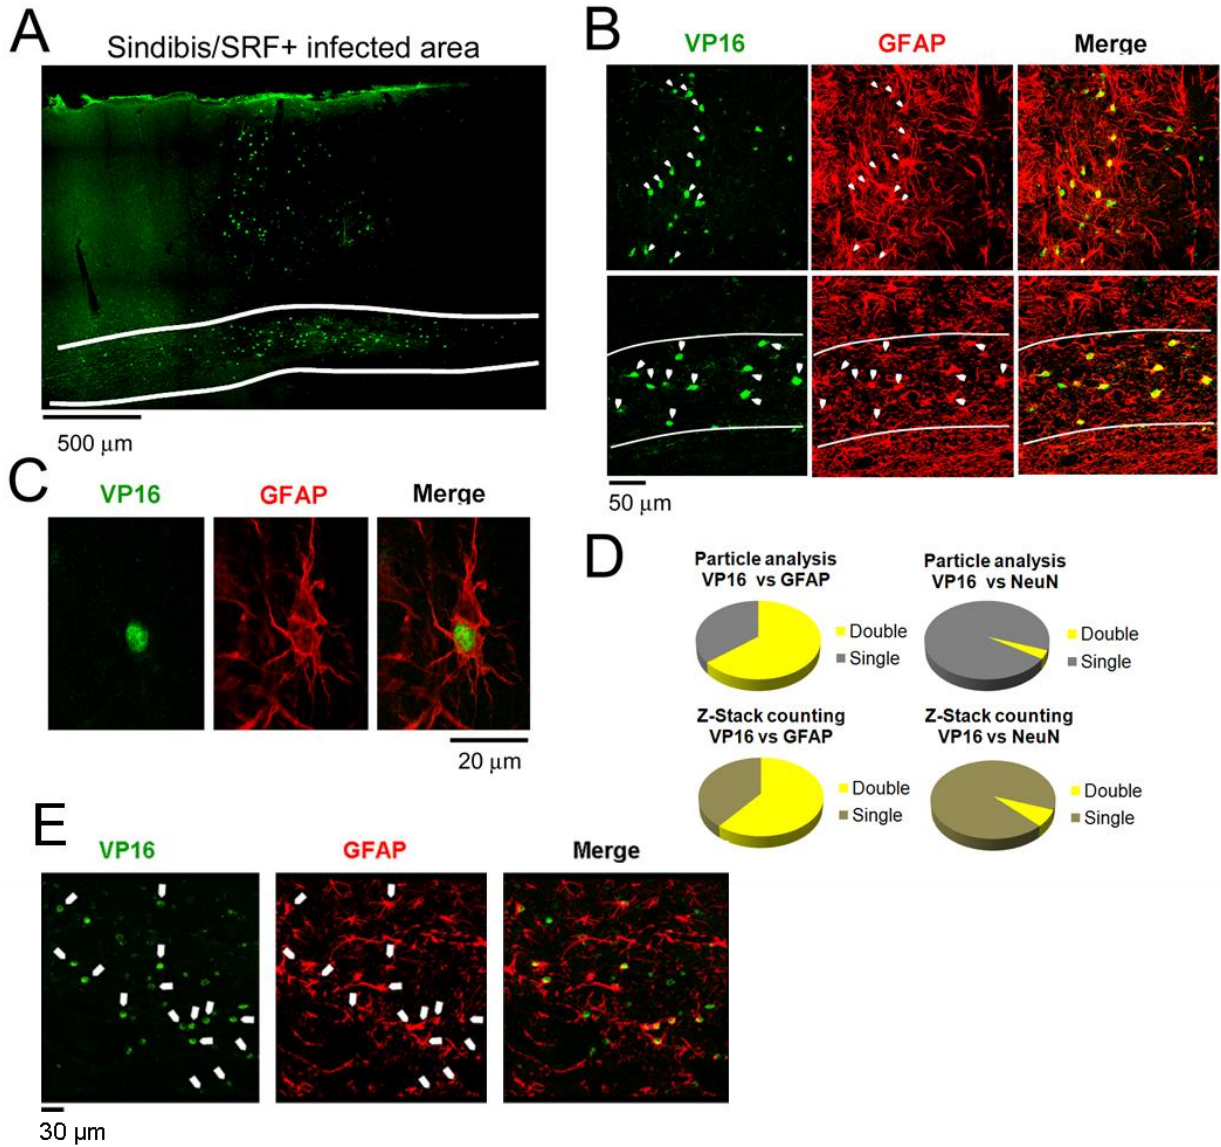 A
Sindibis/SRF+ infected area
500 μm
B
VP16 GFAP Merge
50 μm
C
VP16 GFAP Merge
20 μm
D
Particle analysis
VP16 vs GFAP
Double
Single
Particle analysis
VP16 vs NeuN
Double
Single
Z-Stack counting
VP16 vs GFAP
Double
Single
Z-Stack counting
VP16 vs NeuN
Double
Single
E
VP16 GFAP Merge
30 μm